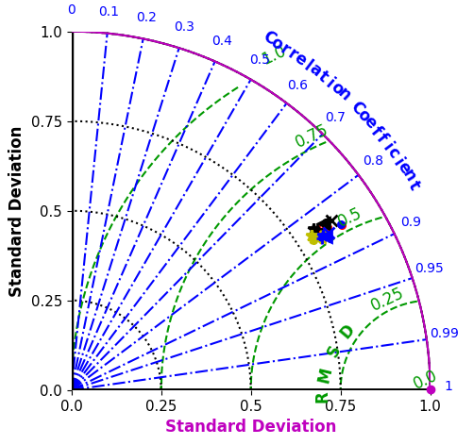 0 0.1 0.2 0.3 0.4 0.5 0.6 0.7 0.8 0.9 0.95 0.99 1
Correlation Coefficient
1.0 0.75 0.5 0.25 0.0
RMSD
Standard Deviation
1.0
0.75
0.5
0.25
0.0
0.0 0.25 0.5 0.75 1.0
Standard Deviation